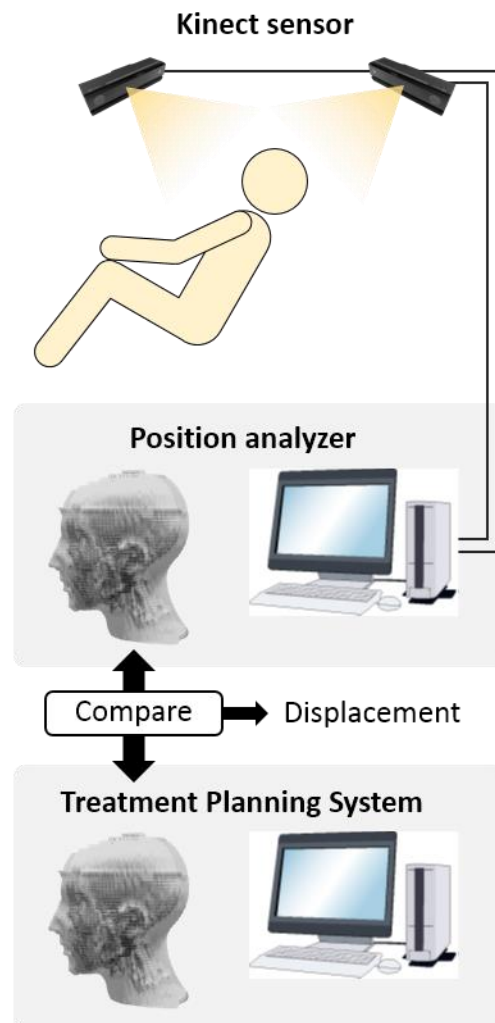 Kinect sensor
Position analyzer
Compare
Displacement
Treatment Planning System